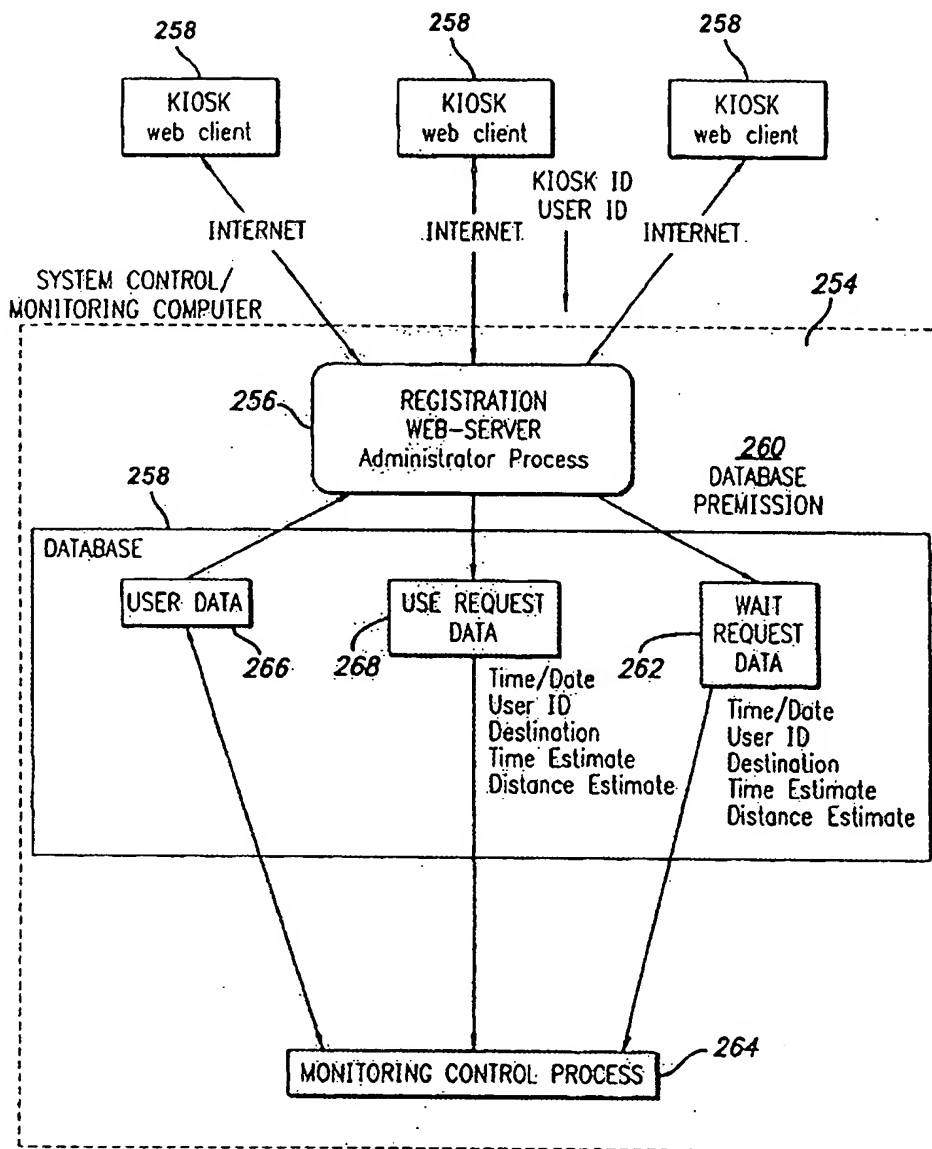 258
258
258
KIOSK
web client
KIOSK
web client
KIOSK
web client
KIOSK ID
USER ID
INTERNET
INTERNET
INTERNET
SYSTEM CONTROL/
MONITORING COMPUTER
254
256
REGISTRATION
WEB-SERVER
Administrator Process
260
DATABASE
PREMISSION
258
DATABASE
USER DATA
266
USE REQUEST
DATA
268
Time/Date
User ID
Destination
Time Estimate
Distance Estimate
WAIT
REQUEST
DATA
262
Time/Date
User ID
Destination
Time Estimate
Distance Estimate
MONITORING CONTROL PROCESS
264